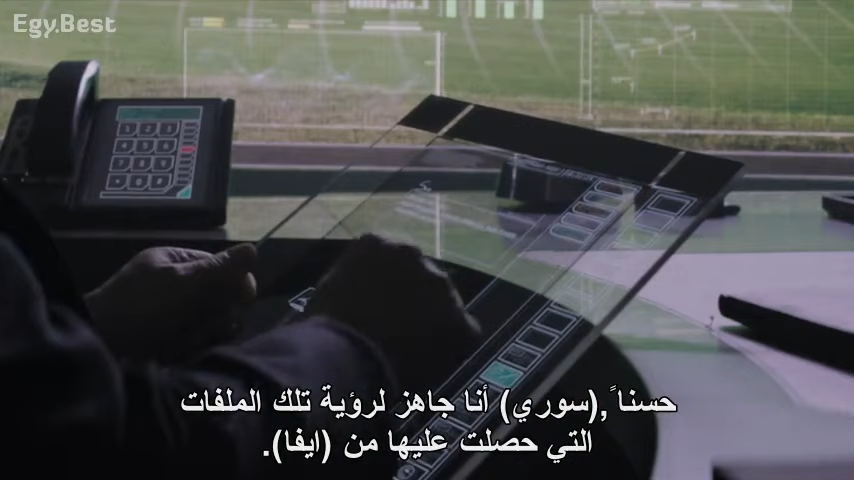 Egy.Best
حسنا ً,(سوري) أنا جاهز لرؤية تلك الملفات
التي حصلت عليها من (ايفا).